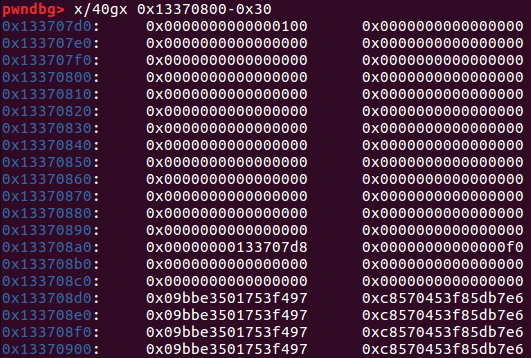 pwndbg> x/40gx 0x13370800-0x30
0x133707d0: 0x0000000000000100 0x0000000000000000
0x133707e0: 0x0000000000000000 0x0000000000000000
0x133707f0: 0x0000000000000000 0x0000000000000000
0x13370800: 0x0000000000000000 0x0000000000000000
0x13370810: 0x0000000000000000 0x0000000000000000
0x13370820: 0x0000000000000000 0x0000000000000000
0x13370830: 0x0000000000000000 0x0000000000000000
0x13370840: 0x0000000000000000 0x0000000000000000
0x13370850: 0x0000000000000000 0x0000000000000000
0x13370860: 0x0000000000000000 0x0000000000000000
0x13370870: 0x0000000000000000 0x0000000000000000
0x13370880: 0x0000000000000000 0x0000000000000000
0x13370890: 0x0000000000000000 0x0000000000000000
0x133708a0: 0x00000000133707d8 0x00000000000000f0
0x133708b0: 0x0000000000000000 0x0000000000000000
0x133708c0: 0x0000000000000000 0x0000000000000000
0x133708d0: 0x09bbe3501753f497 0xc8570453f85db7e6
0x133708e0: 0x09bbe3501753f497 0xc8570453f85db7e6
0x133708f0: 0x09bbe3501753f497 0xc8570453f85db7e6
0x13370900: 0x09bbe3501753f497 0xc8570453f85db7e6